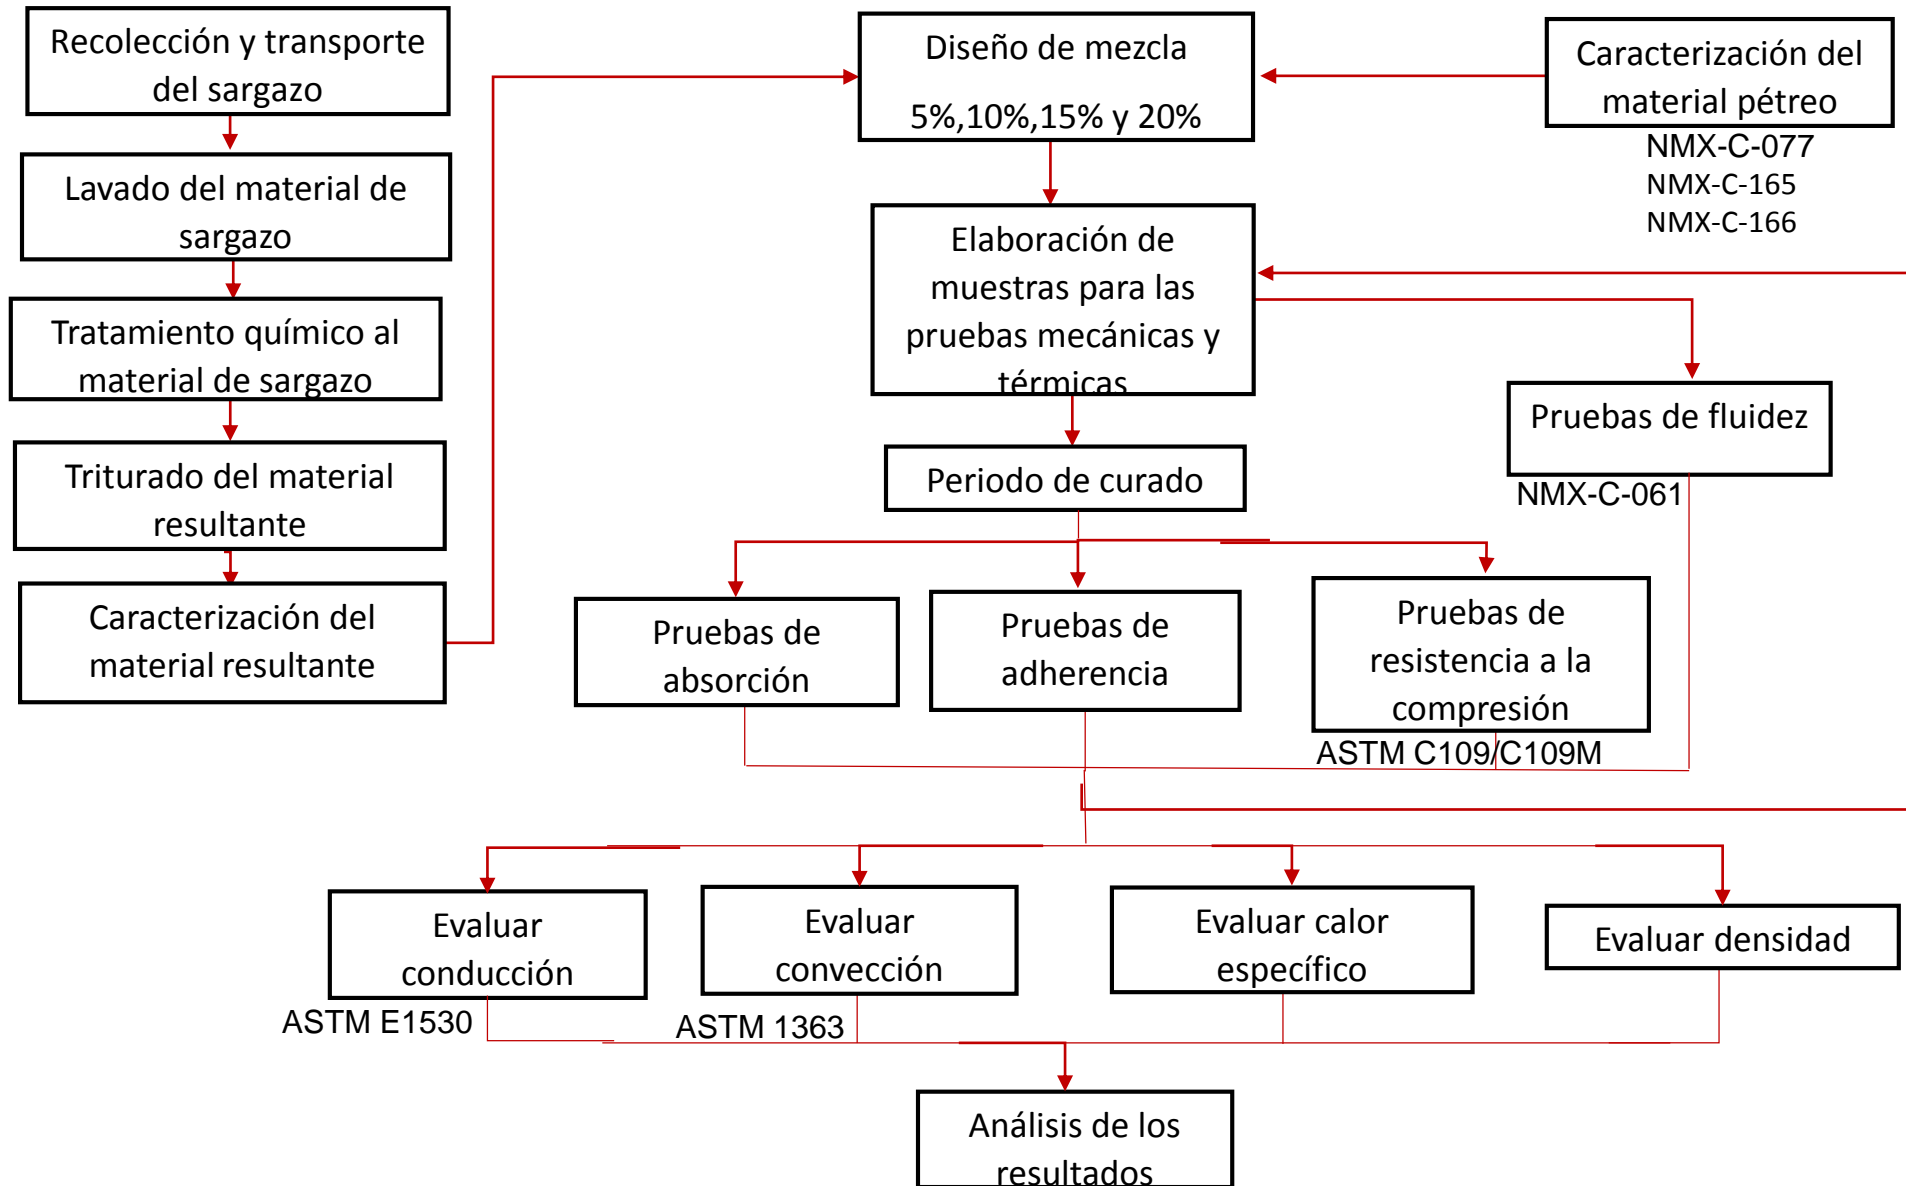 Recolección y transporte
del sargazo
Lavado del material de
sargazo
Tratamiento químico al
material de sargazo
Triturado del material
resultante
Caracterización del
material resultante
Diseño de mezcla
5%,10%,15% y 20%
Caracterización del
material pétreo
NMX-C-077
NMX-C-165
NMX-C-166
Elaboración de
muestras para las
pruebas mecánicas y
térmicas
Pruebas de fluidez
NMX-C-061
Periodo de curado
Pruebas de
absorción
Pruebas de
adherencia
Pruebas de
resistencia a la
compresión
ASTM C109/C109M
Evaluar
conducción
ASTM E1530
Evaluar
convección
ASTM 1363
Evaluar calor
específico
Evaluar densidad
Análisis de los
resultados